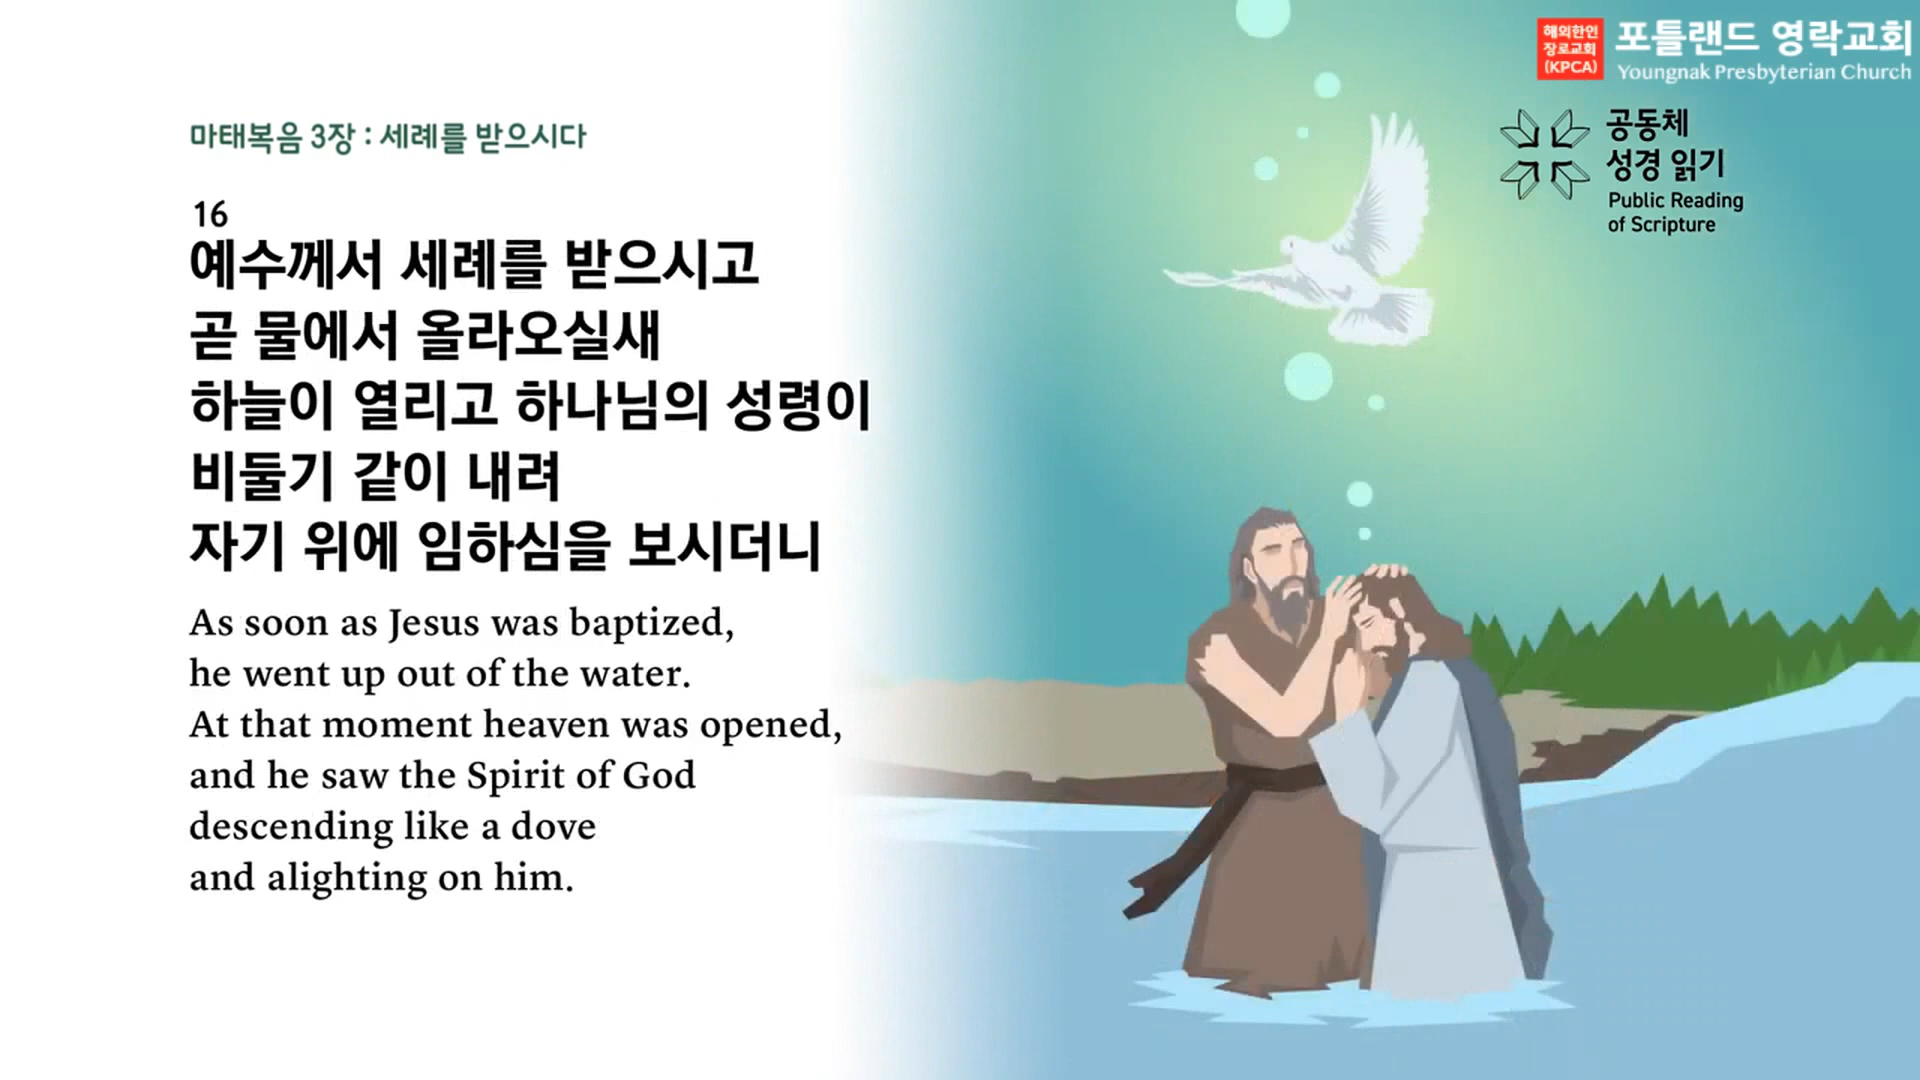 해외한인
장로교회
(KPCA)
포틀랜드 영락교회
Youngnak Presbyterian Church
공동체
성경 읽기
Public Reading
of Scripture
마태복음 3장 : 세례를 받으시다
16
예수께서 세례를 받으시고
곧 물에서 올라오실새
하늘이 열리고 하나님의 성령이
비둘기 같이 내려
자기 위에 임하심을 보시더니
As soon as Jesus was baptized,
he went up out of the water.
At that moment heaven was opened,
and he saw the Spirit of God
descending like a dove
and alighting on him.